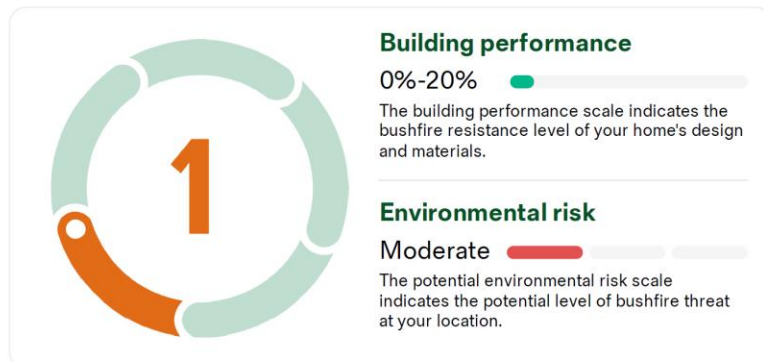 1
Building performance
0%-20%
The building performance scale indicates the
bushfire resistance level of your home's design
and materials.
Environmental risk
Moderate
The potential environmental risk scale
indicates the potential level of bushfire threat
at your location.